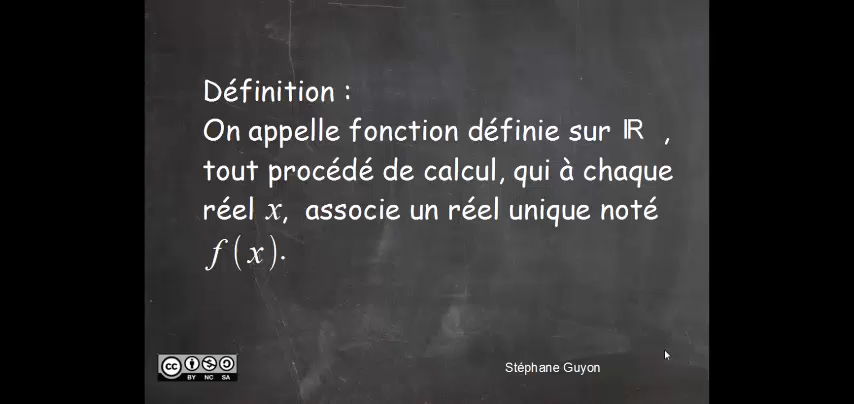 Définition :
On appelle fonction définie sur ℝ ,
tout procédé de calcul, qui à chaque
réel x, associe un réel unique noté
f(x).
cc BY NC SA
Stéphane Guyon